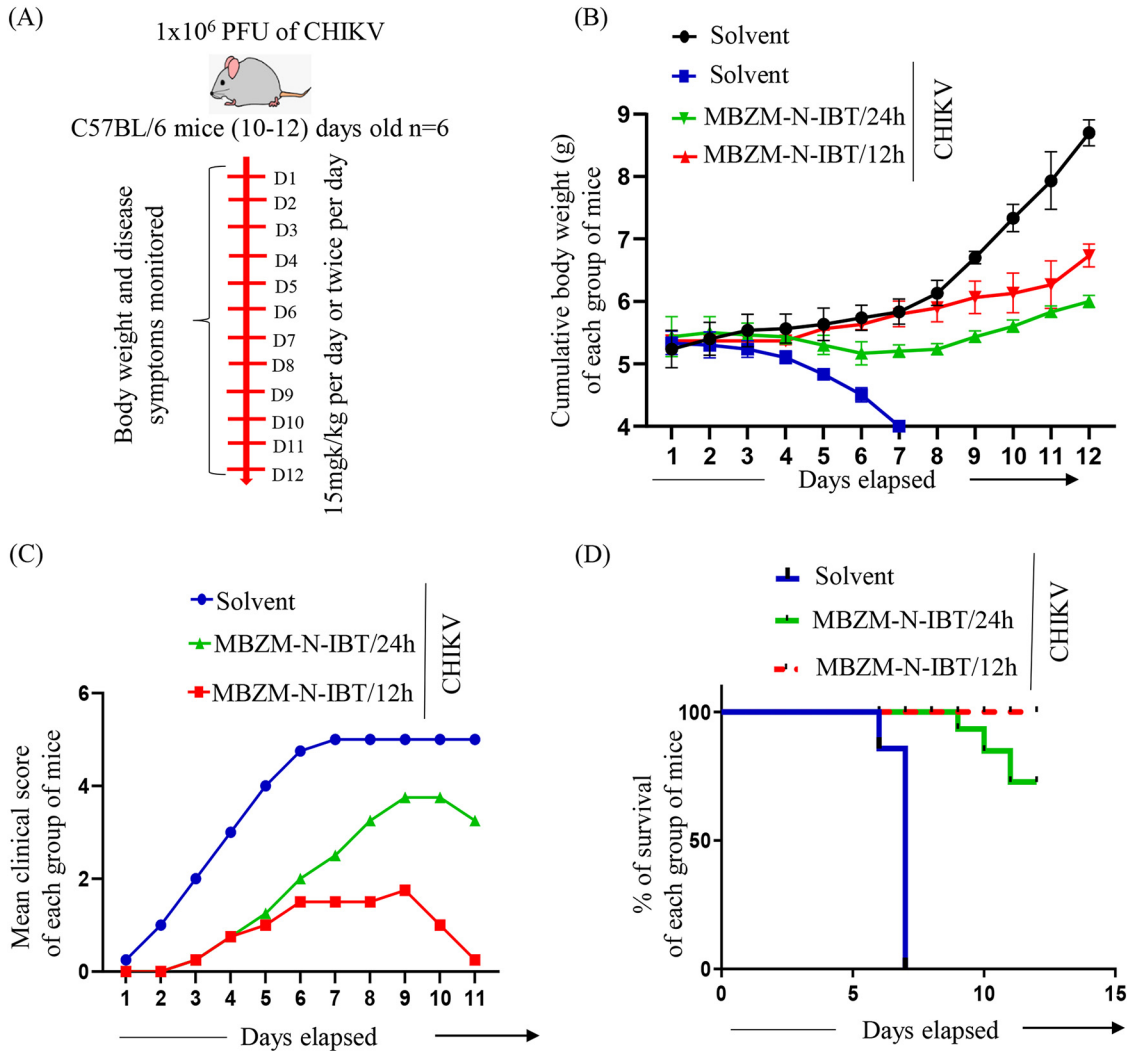 (A)
1x10⁶ PFU of CHIKV
C57BL/6 mice (10-12) days old n=6
Body weight and disease
symptoms monitored
D1
D2
D3
D4
D5
D6
D7
D8
D9
D10
D11
D12
15mgk/kg per day or twice per day
(B)
Solvent
Solvent
MBZM-N-IBT/24h
MBZM-N-IBT/12h
CHIKV
Cumulative body weight (g)
of each group of mice
9
8
7
6
5
4
1 2 3 4 5 6 7 8 9 10 11 12
Days elapsed
(C)
Solvent
MBZM-N-IBT/24h
MBZM-N-IBT/12h
CHIKV
Mean clinical score
of each group of mice
6
4
2
0
1 2 3 4 5 6 7 8 9 10 11
Days elapsed
(D)
Solvent
MBZM-N-IBT/24h
MBZM-N-IBT/12h
CHIKV
% of survival
of each group of mice
100
50
0
0 5 10 15
Days elapsed